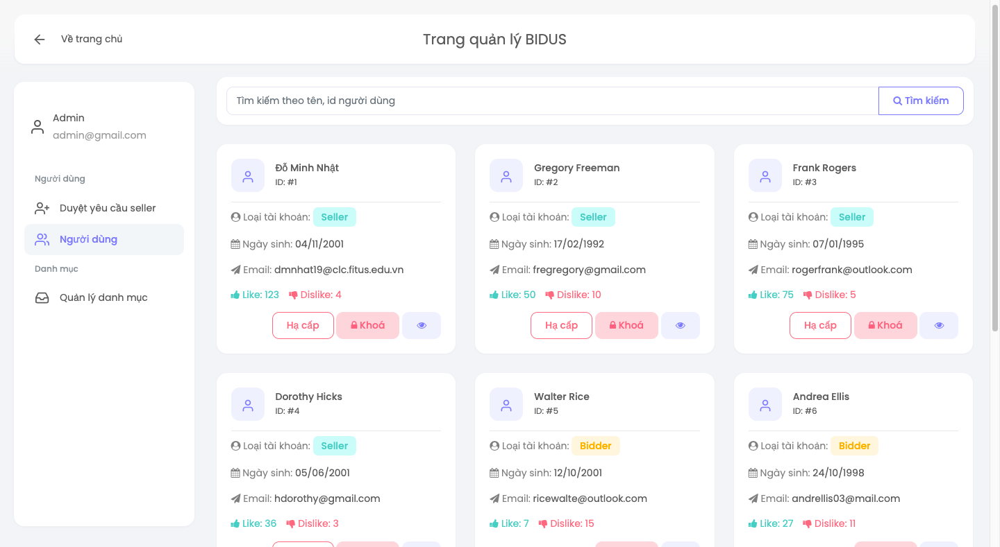 Về trang chủ
Trang quản lý BIDUS
Admin
admin@gmail.com
Người dùng
Duyệt yêu cầu seller
Người dùng
Danh mục
Quản lý danh mục
Tìm kiếm theo tên, id người dùng
Tìm kiếm
Đỗ Minh Nhật
ID: #1
Loại tài khoản: Seller
Ngày sinh: 04/11/2001
Email: dmnhat19@clc.fitus.edu.vn
Like: 123 Dislike: 4
Hạ cấp Khoá
Gregory Freeman
ID: #2
Loại tài khoản: Seller
Ngày sinh: 17/02/1992
Email: fregregory@gmail.com
Like: 50 Dislike: 10
Hạ cấp Khoá
Frank Rogers
ID: #3
Loại tài khoản: Seller
Ngày sinh: 07/01/1995
Email: rogerfrank@outlook.com
Like: 75 Dislike: 5
Hạ cấp Khoá
Dorothy Hicks
ID: #4
Loại tài khoản: Seller
Ngày sinh: 05/06/2001
Email: hdorothy@gmail.com
Like: 36 Dislike: 3
Walter Rice
ID: #5
Loại tài khoản: Bidder
Ngày sinh: 12/10/2001
Email: ricewalte@outlook.com
Like: 7 Dislike: 15
Andrea Ellis
ID: #6
Loại tài khoản: Bidder
Ngày sinh: 24/10/1998
Email: andrellis03@mail.com
Like: 27 Dislike: 11